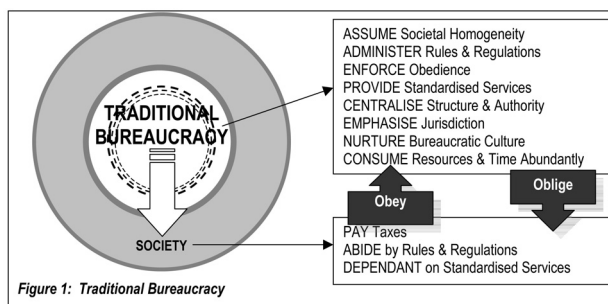 TRADITIONAL
BUREAUCRACY
SOCIETY
ASSUME Societal Homogeneity
ADMINISTER Rules & Regulations
ENFORCE Obedience
PROVIDE Standardised Services
CENTRALISE Structure & Authority
EMPHASISE Jurisdiction
NURTURE Bureaucratic Culture
CONSUME Resources & Time Abundantly
Obey
Oblige
PAY Taxes
ABIDE by Rules & Regulations
DEPENDANT on Standardised Services
Figure 1: Traditional Bureaucracy